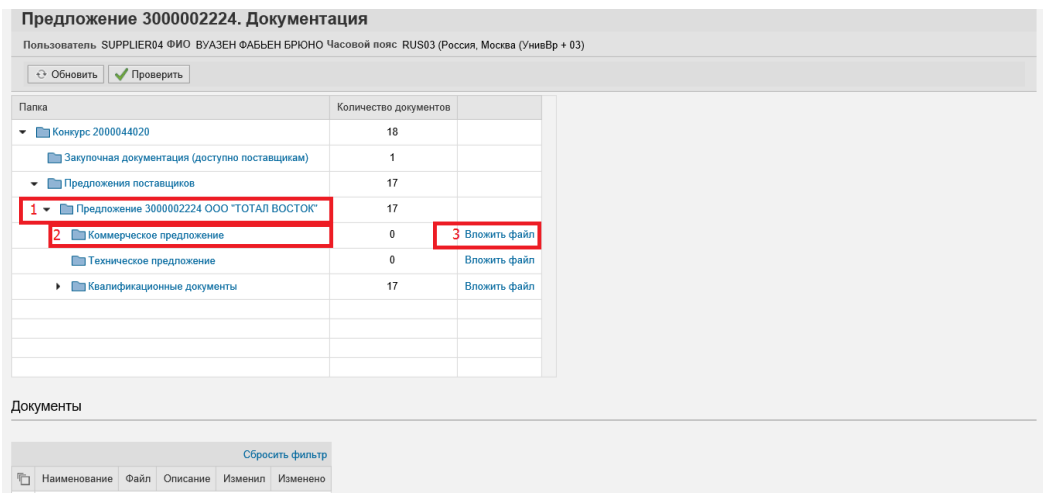 Предложение 3000002224. Документация
Пользователь SUPPLIER04 ФИО ВУАЗЕН ФАБЬЕН БРЮНО Часовой пояс RUS03 (Россия, Москва (УнивВр + 03)
Обновить Проверить
Папка Количество документов
Конкурс 2000044020 18
Закупочная документация (доступно поставщикам) 1
Предложения поставщиков 17
1 Предложение 3000002224 ООО "ТОТАЛ ВОСТОК" 17
2 Коммерческое предложение 0 3 Вложить файл
Техническое предложение 0 Вложить файл
Квалификационные документы 17 Вложить файл
Документы
Сбросить фильтр
Наименование Файл Описание Изменил Изменено